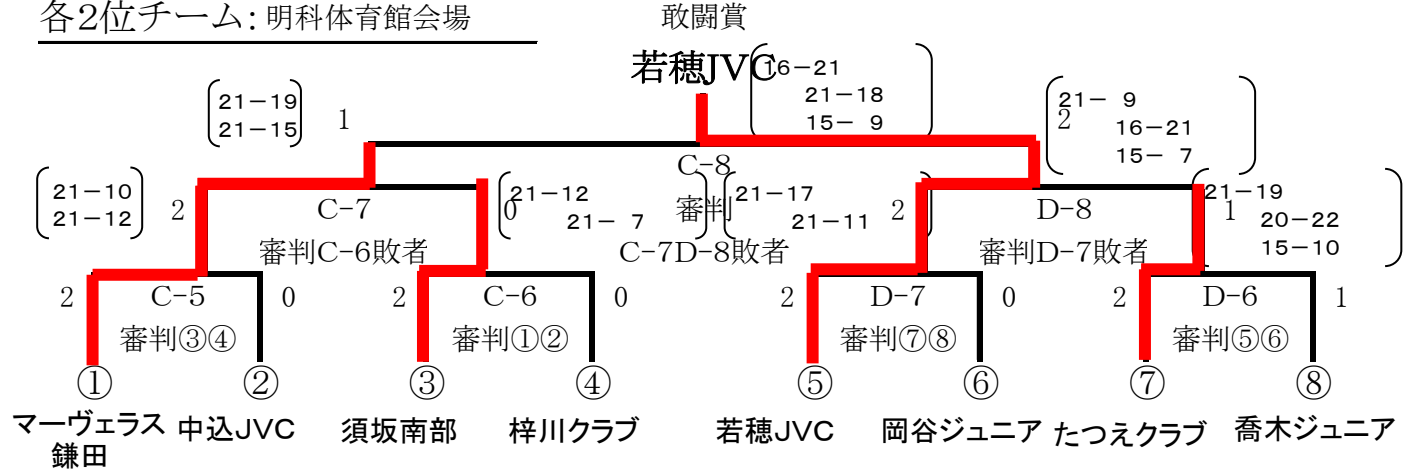 各2位チーム：明科体育館会場
敢闘賞
若穂JVC
16－21
21－18
15－ 9
21－19
21－15
1
2
21－ 9
16－21
15－ 7
C-8
審判
C-7D-8敗者
21－10
21－12
2
C-7
審判C-6敗者
0
21－12
21－ 7
21－17
21－11
2
D-8
審判D-7敗者
1
21－19
20－22
15－10
2
C-5
0
審判③④
2
C-6
0
審判①②
2
D-7
0
審判⑦⑧
2
D-6
1
審判⑤⑥
①
②
③
④
⑤
⑥
⑦
⑧
マーヴェラス
鎌田
中込JVC
須坂南部
梓川クラブ
若穂JVC
岡谷ジュニア
たつえクラブ
喬木ジュニア